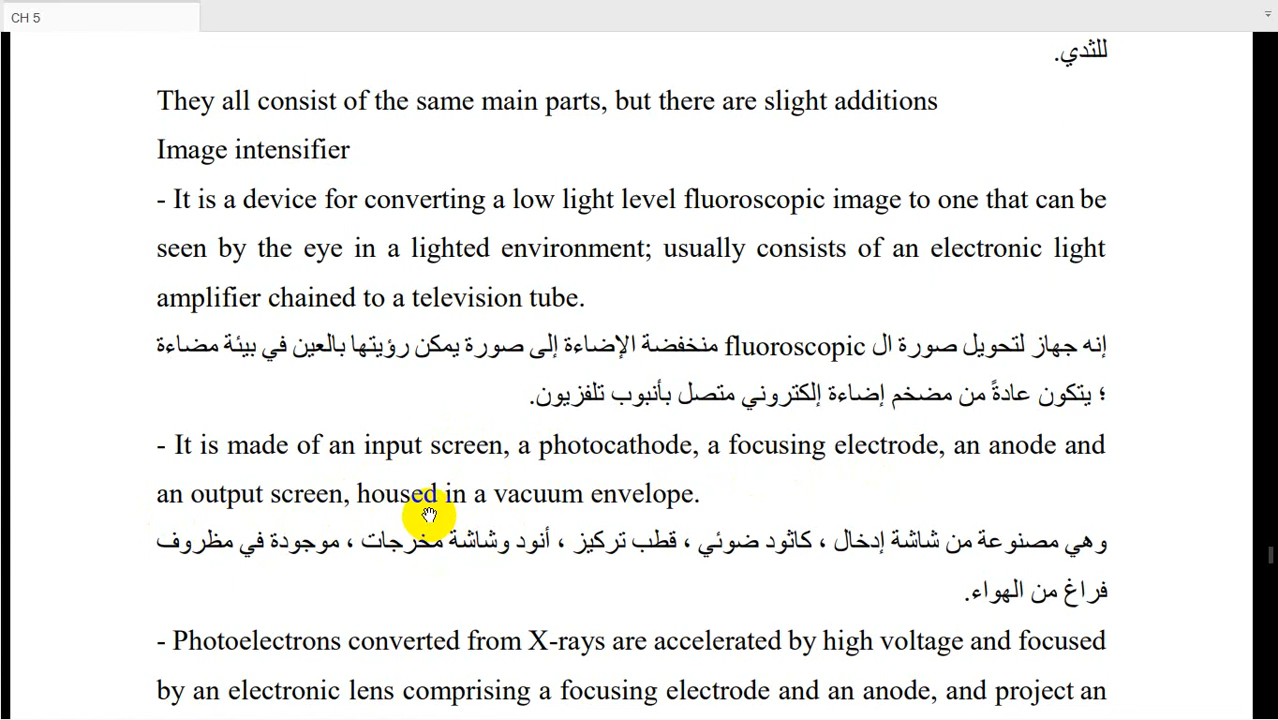 CH 5
للثدي.
They all consist of the same main parts, but there are slight additions
Image intensifier
- It is a device for converting a low light level fluoroscopic image to one that can be
seen by the eye in a lighted environment; usually consists of an electronic light
amplifier chained to a television tube.
إنه جهاز لتحويل صورة ال fluoroscopic منخفضة الإضاءة إلى صورة يمكن رؤيتها بالعين في بيئة مضاءة
؛ يتكون عادةً من مضخم إضاءة إلكتروني متصل بأنبوب تلفزيون.
- It is made of an input screen, a photocathode, a focusing electrode, an anode and
an output screen, housed in a vacuum envelope.
وهي مصنوعة من شاشة إدخال ، كاثود ضوئي ، قطب تركيز ، أنود وشاشة مخرجات ، موجودة في مظروف
فراغ من الهواء.
- Photoelectrons converted from X-rays are accelerated by high voltage and focused
by an electronic lens comprising a focusing electrode and an anode, and project an